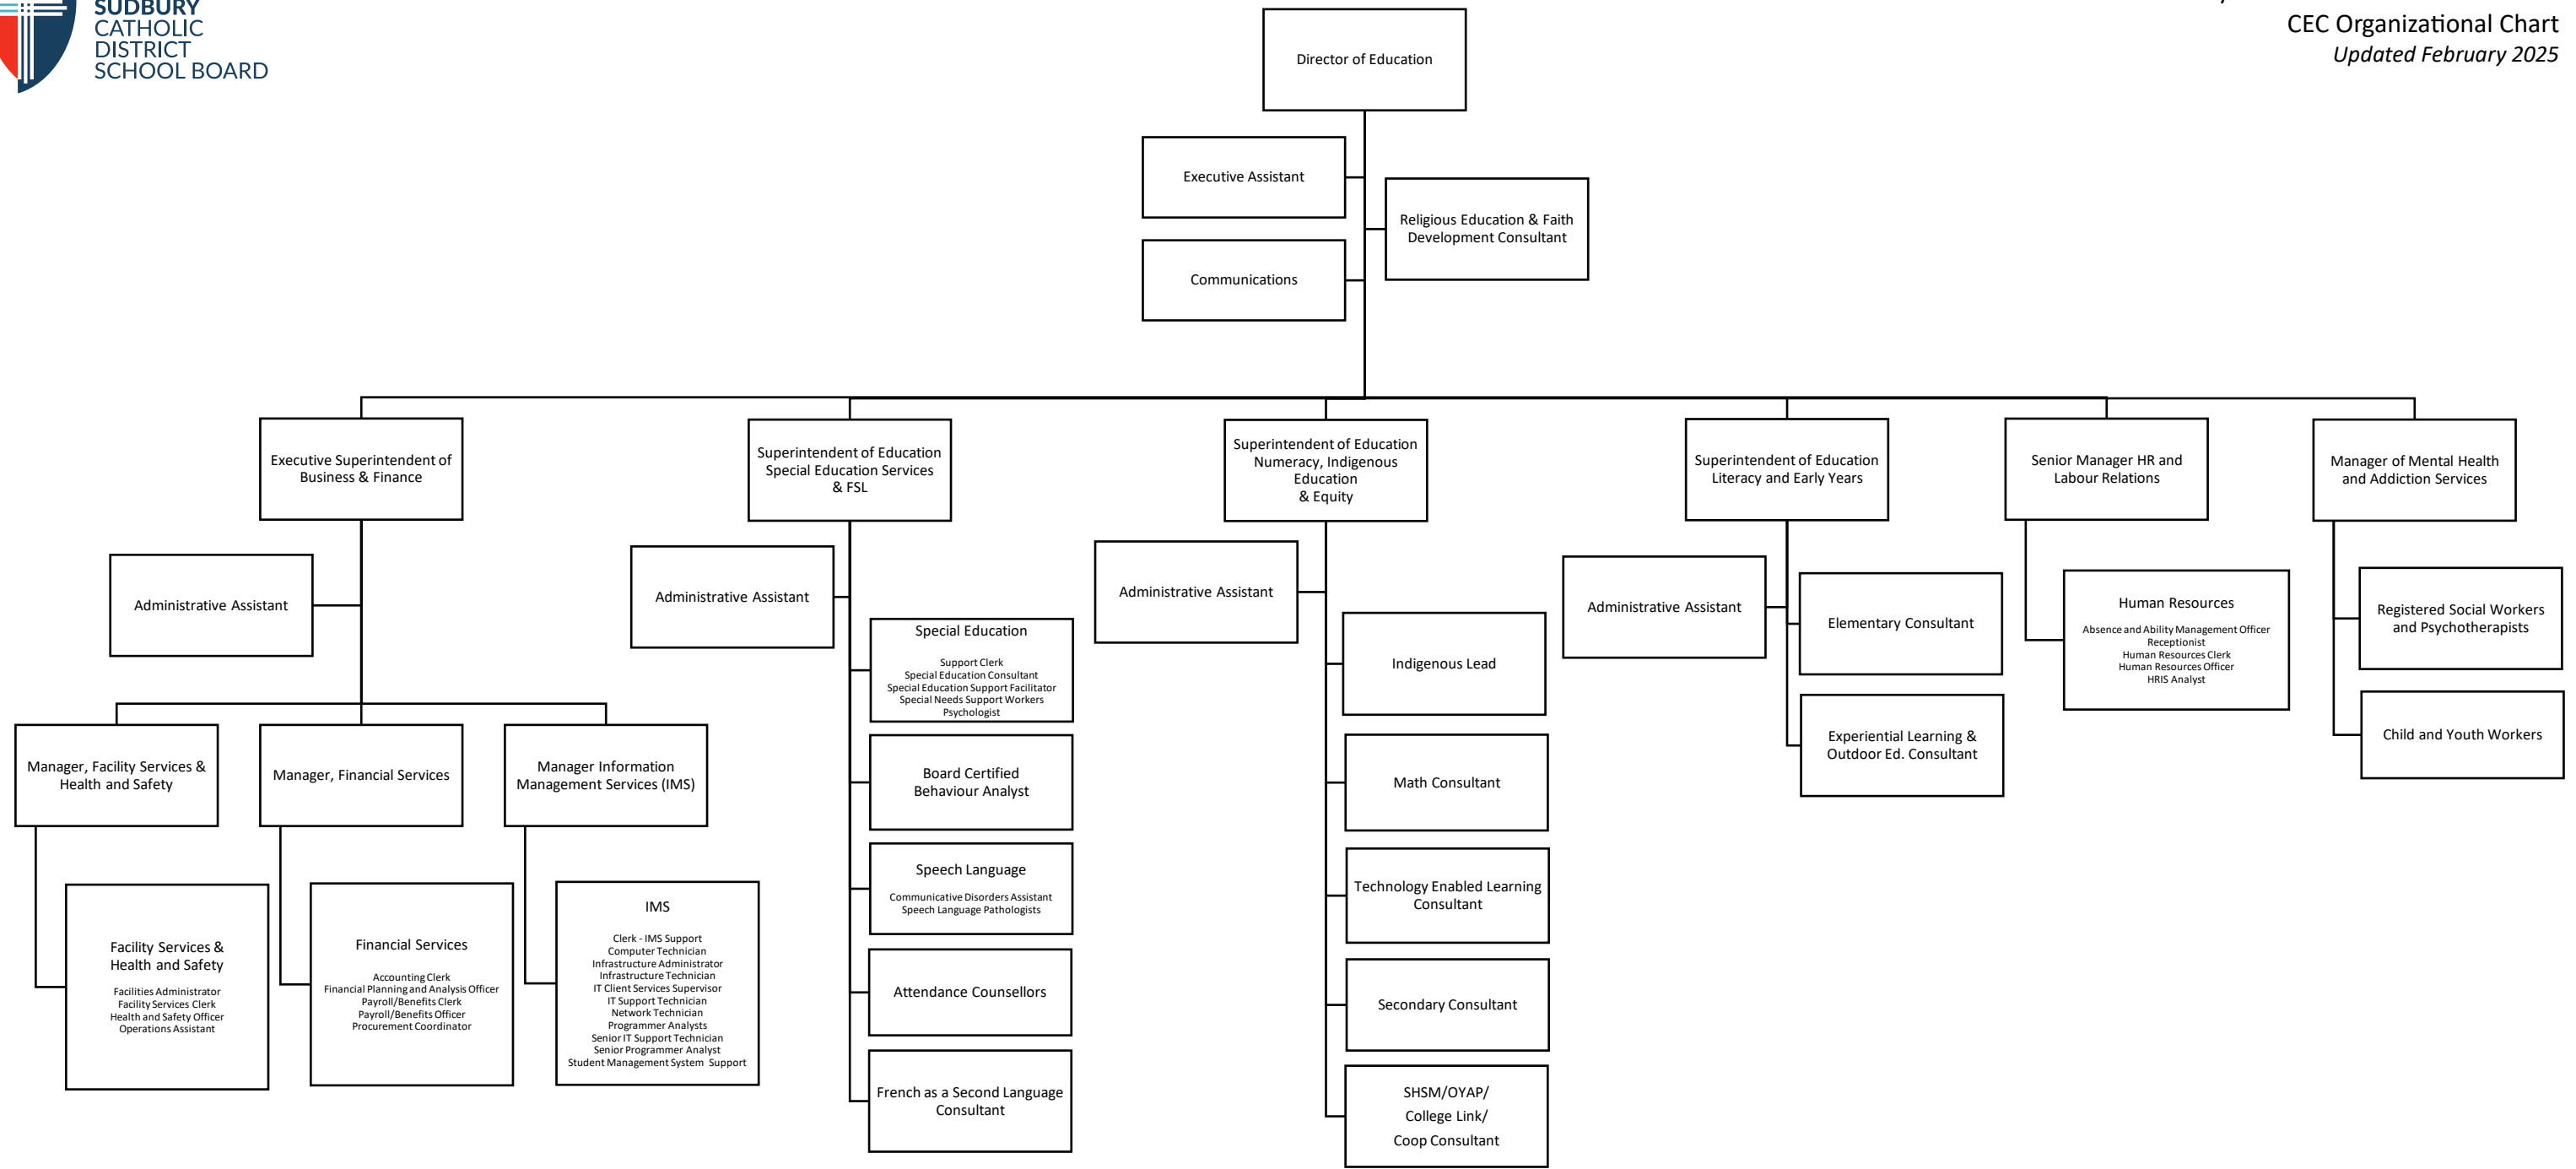 SUDBURY
CATHOLIC
DISTRICT
SCHOOL BOARD
CEC Organizational Chart
Updated February 2025
Director of Education
Executive Assistant
Religious Education & Faith
Development Consultant
Communications
Executive Superintendent of
Business & Finance
Superintendent of Education
Special Education Services
& FSL
Superintendent of Education
Numeracy, Indigenous
Education
& Equity
Superintendent of Education
Literacy and Early Years
Senior Manager HR and
Labour Relations
Manager of Mental Health
and Addiction Services
Administrative Assistant
Manager, Facility Services &
Health and Safety
Manager, Financial Services
Manager Information
Management Services (IMS)
Facility Services &
Health and Safety
Facilities Administrator
Facility Services Clerk
Health and Safety Officer
Operations Assistant
Financial Services
Accounting Clerk
Financial Planning and Analysis Officer
Payroll/Benefits Clerk
Payroll/Benefits Officer
Procurement Coordinator
IMS
Clerk - IMS Support
Computer Technician
Infrastructure Administrator
Infrastructure Technician
IT Client Services Supervisor
IT Support Technician
Network Technician
Programmer Analysts
Senior IT Support Technician
Senior Programmer Analyst
Student Management System Support
Administrative Assistant
Special Education
Support Clerk
Special Education Consultant
Special Education Support Facilitator
Special Needs Support Workers
Psychologist
Board Certified
Behaviour Analyst
Speech Language
Communicative Disorders Assistant
Speech Language Pathologists
Attendance Counsellors
French as a Second Language
Consultant
Administrative Assistant
Indigenous Lead
Math Consultant
Technology Enabled Learning
Consultant
Secondary Consultant
SHSM/OYAP/
College Link/
Coop Consultant
Administrative Assistant
Elementary Consultant
Experiential Learning &
Outdoor Ed. Consultant
Human Resources
Absence and Ability Management Officer
Receptionist
Human Resources Clerk
Human Resources Officer
HRIS Analyst
Registered Social Workers
and Psychotherapists
Child and Youth Workers